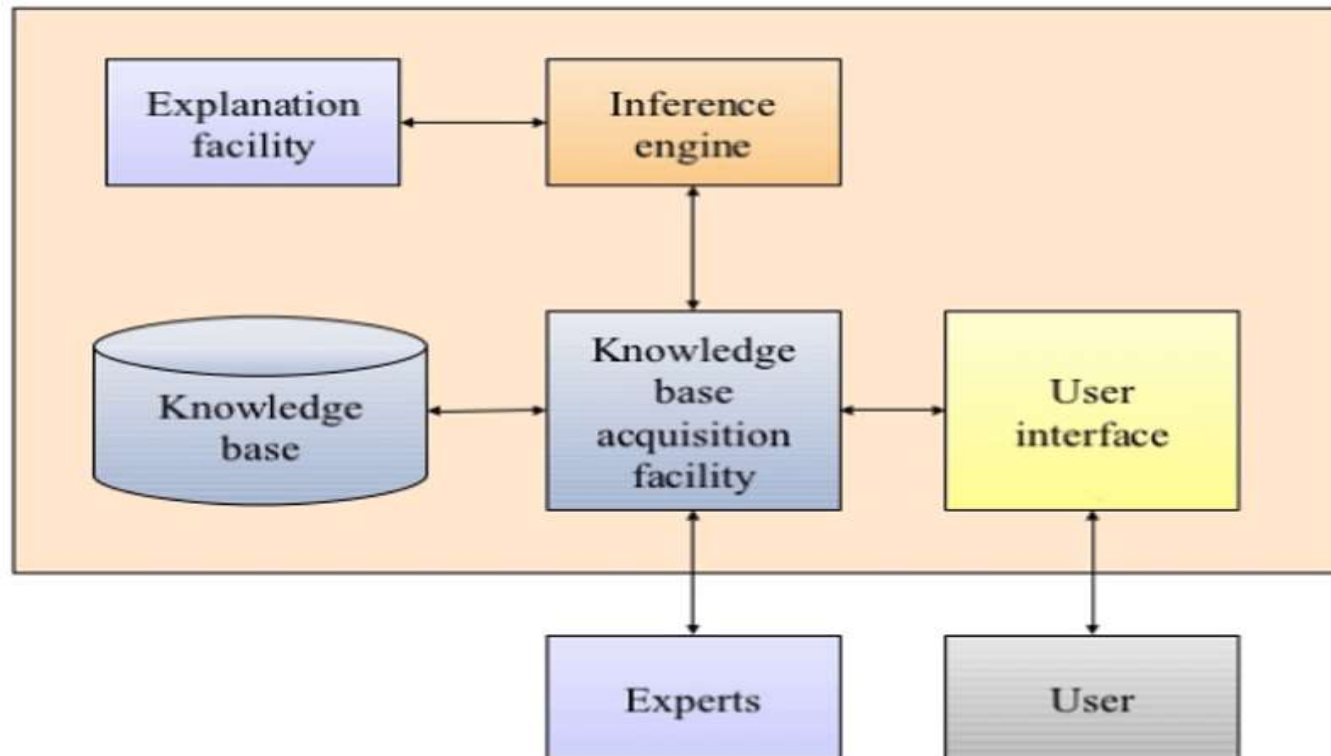 Explanation
facility
Inference
engine
Knowledge
base
Knowledge
base
acquisition
facility
User
interface
Experts
User